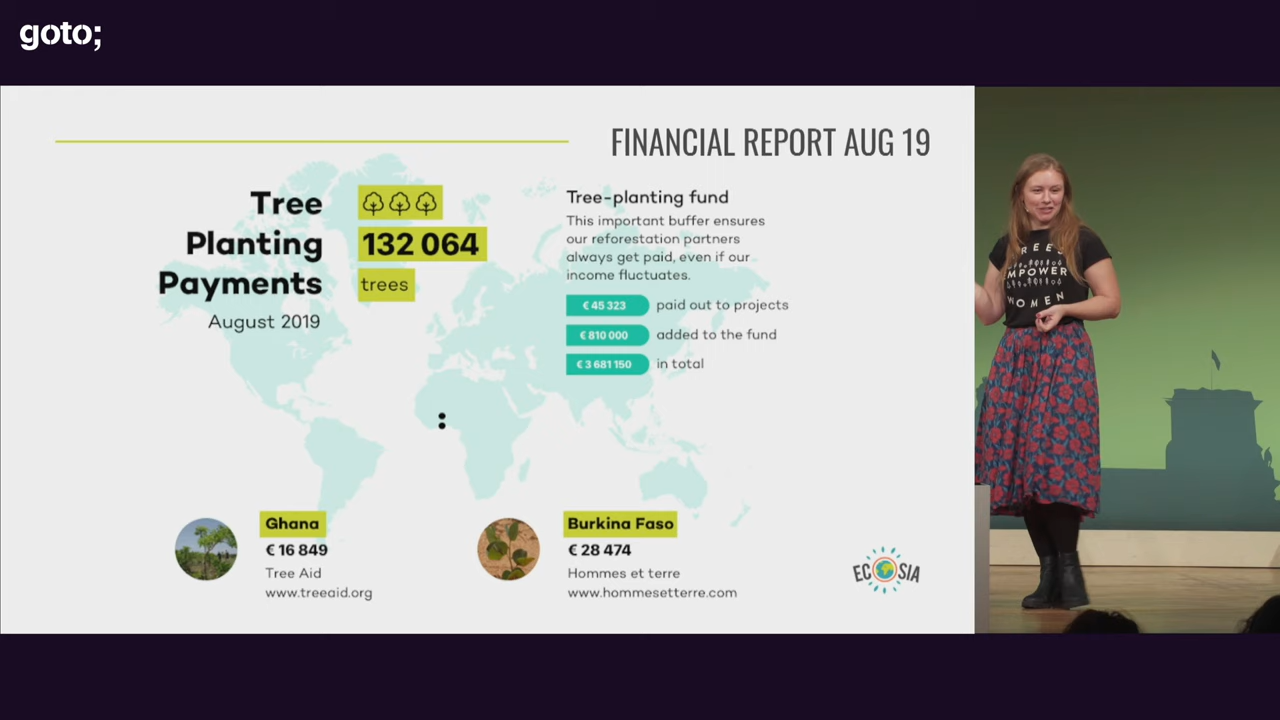 goto;
FINANCIAL REPORT AUG 19
Tree
Planting
Payments
August 2019
132 064
trees
Tree-planting fund
This important buffer ensures
our reforestation partners
always get paid, even if our
income fluctuates.
€ 45 323 paid out to projects
€ 810 000 added to the fund
€ 3 681 150 in total
Ghana
€ 16 849
Tree Aid
www.treeaid.org
Burkina Faso
€ 28 474
Hommes et terre
www.hommesetterre.com
ECOSIA
TREES
EMPOWER
WOMEN